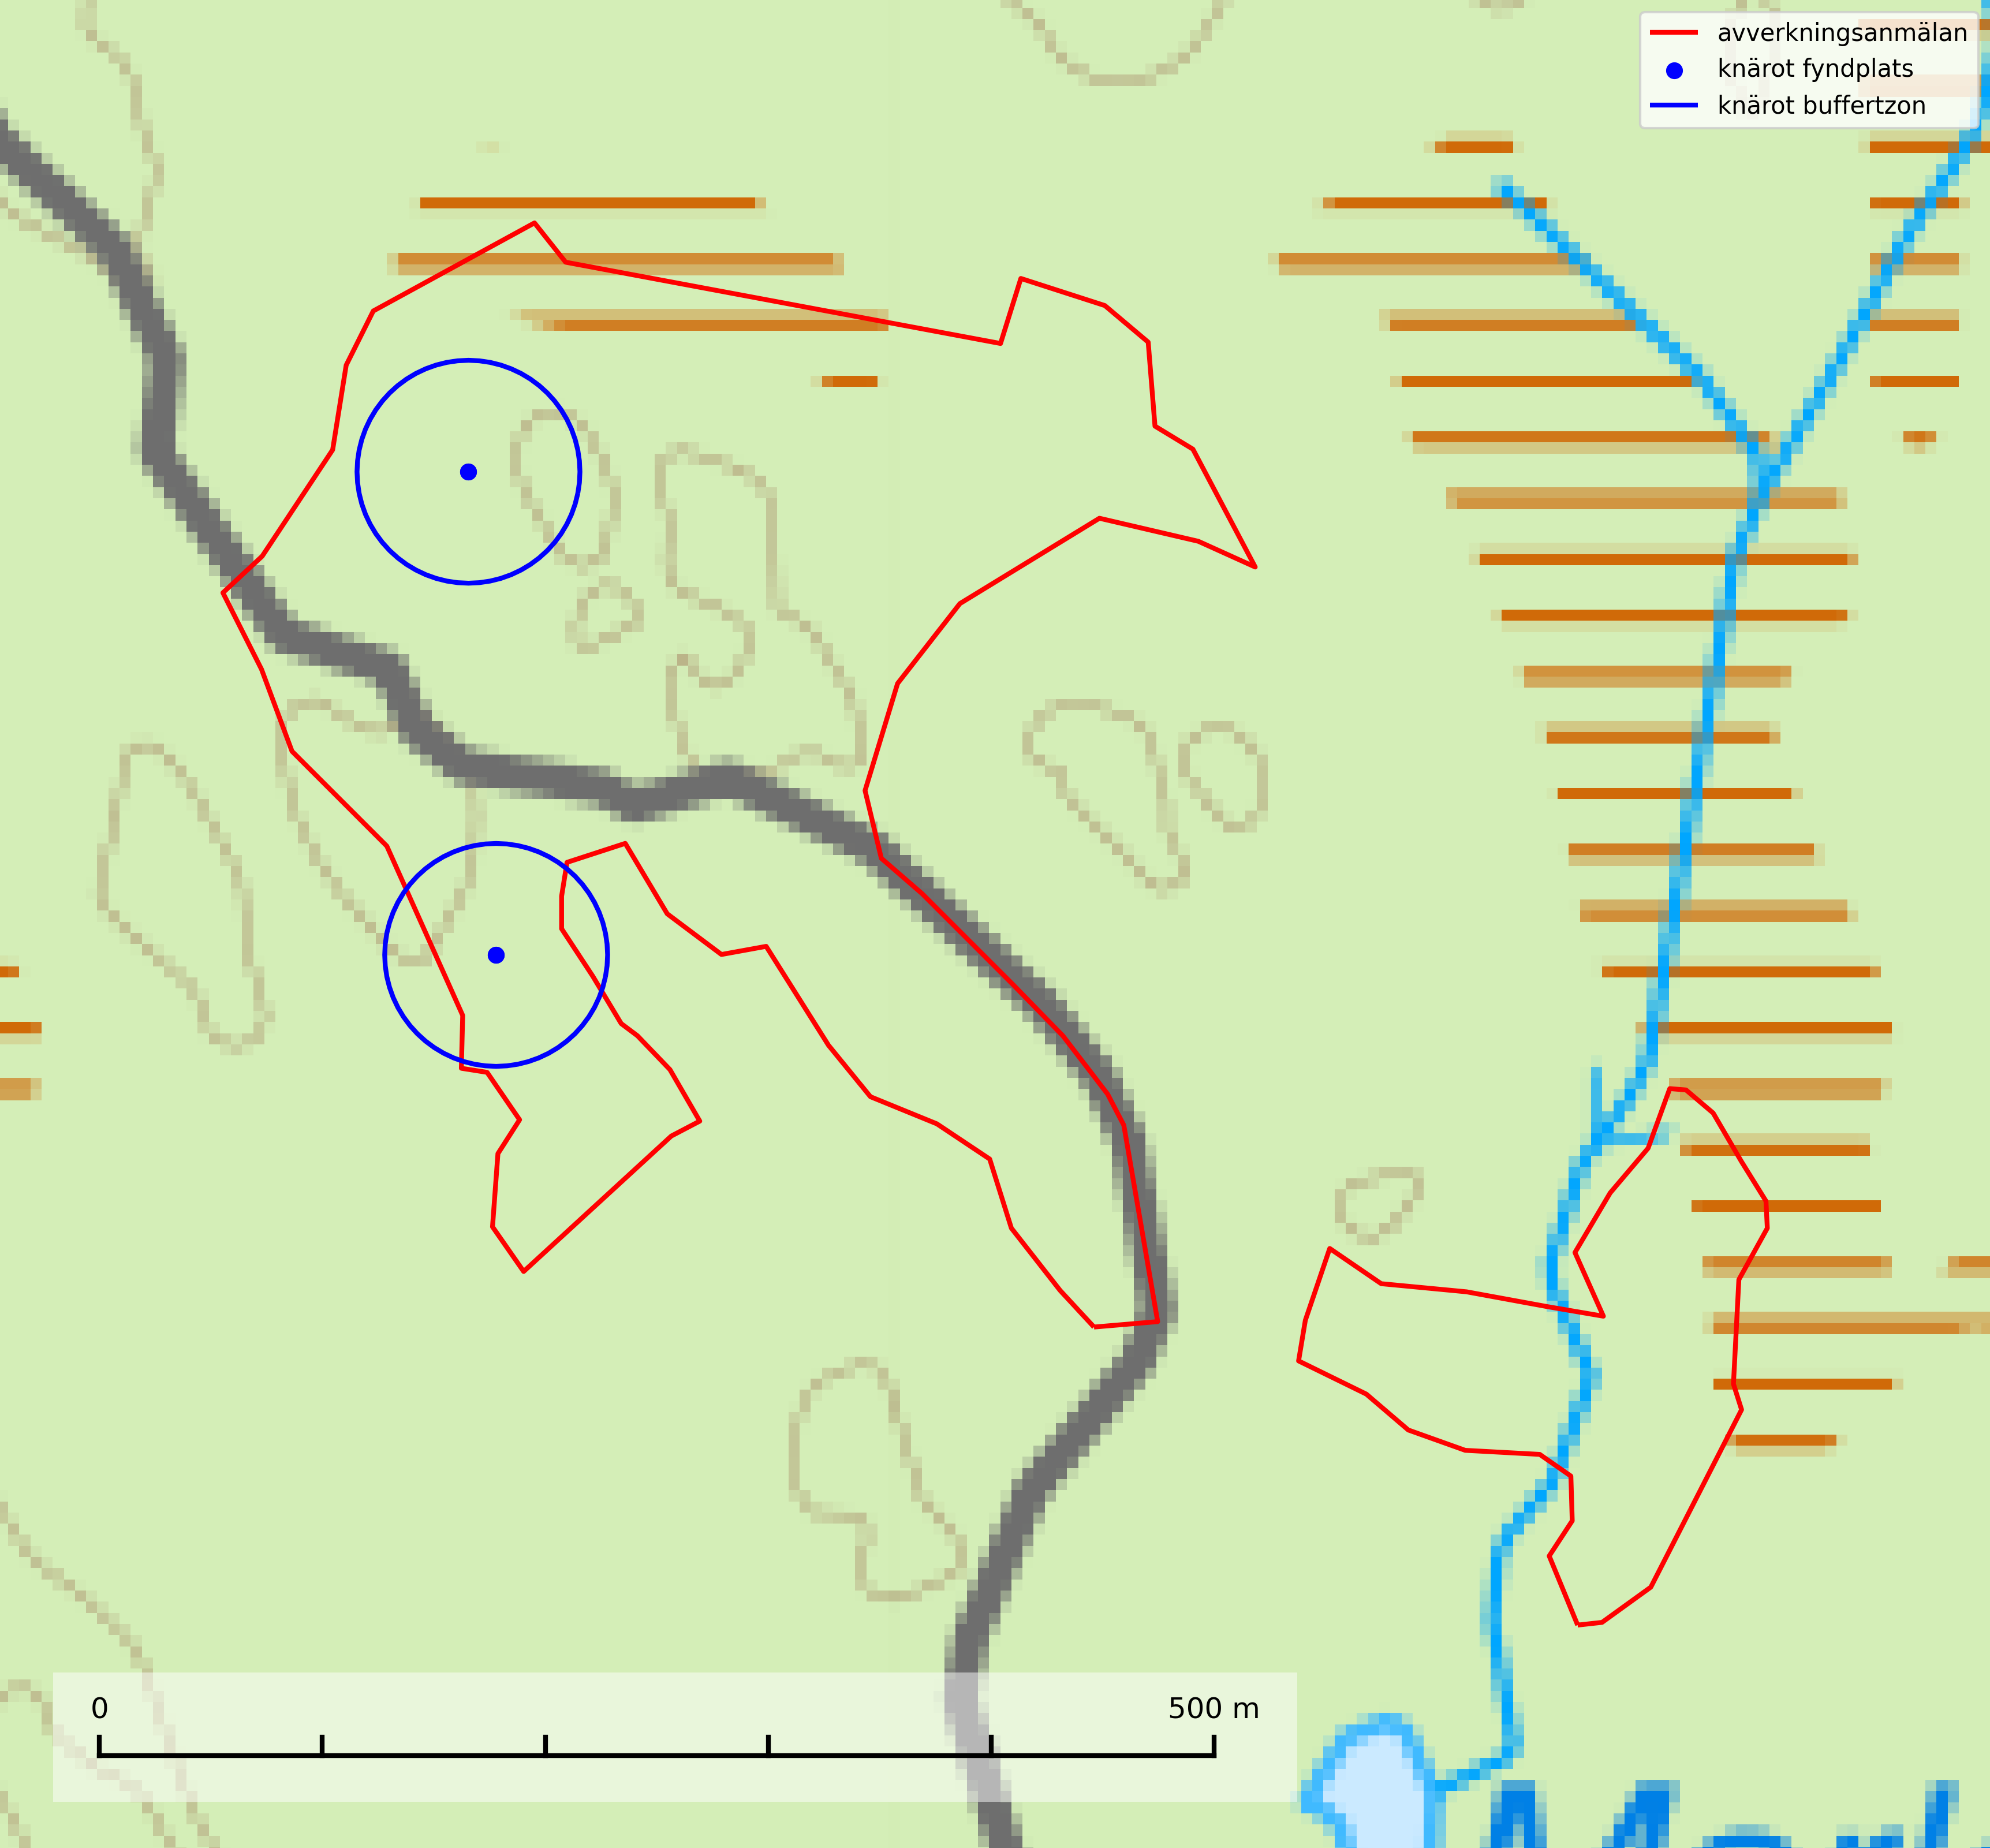 avverkningsanmälan
knärot fyndplats
knärot buffertzon
0 500 m